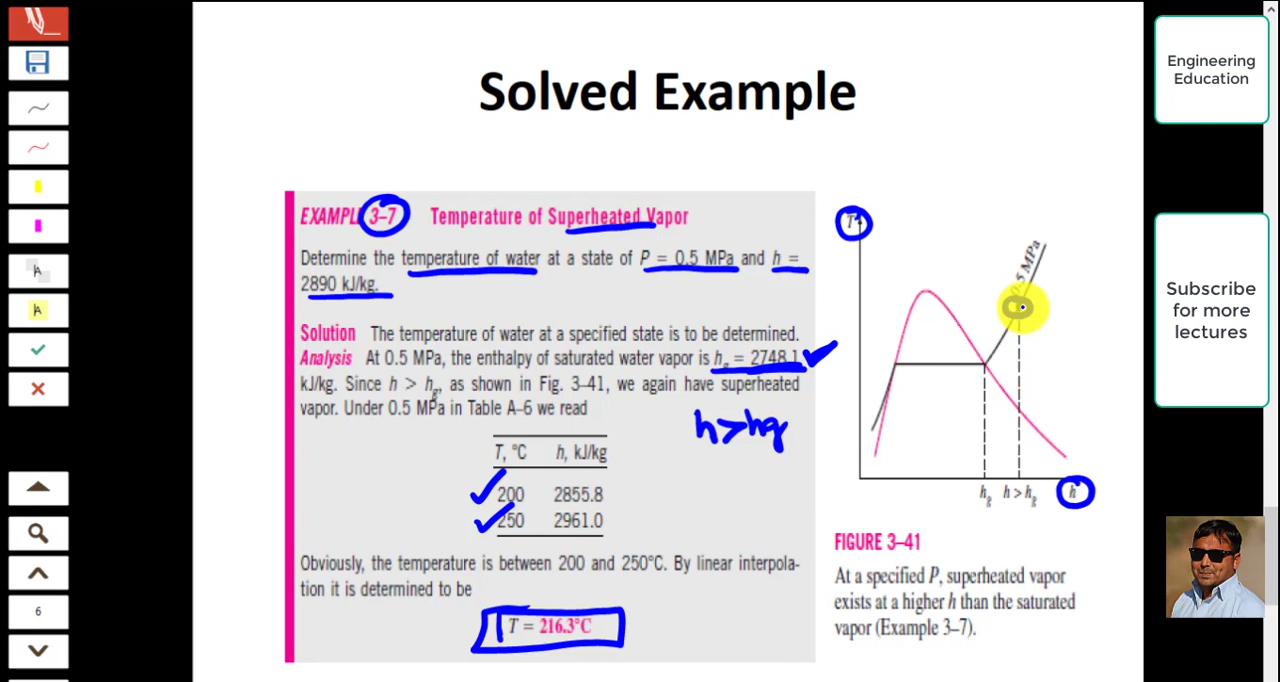 Solved Example
EXAMPLE 3–7 Temperature of Superheated Vapor
Determine the temperature of water at a state of P = 0.5 MPa and h =
2890 kJ/kg.
Solution The temperature of water at a specified state is to be determined.
Analysis At 0.5 MPa, the enthalpy of saturated water vapor is hg = 2748.1
kJ/kg. Since h > hg, as shown in Fig. 3–41, we again have superheated
vapor. Under 0.5 MPa in Table A–6 we read
h>hg
T, °C h, kJ/kg
200 2855.8
250 2961.0
Obviously, the temperature is between 200 and 250°C. By linear interpola-
tion it is determined to be
T = 216.3°C
T
0.5 MPa
hg h > hg h
FIGURE 3–41
At a specified P, superheated vapor
exists at a higher h than the saturated
vapor (Example 3–7).
Engineering
Education
Subscribe
for more
lectures
A
A
6